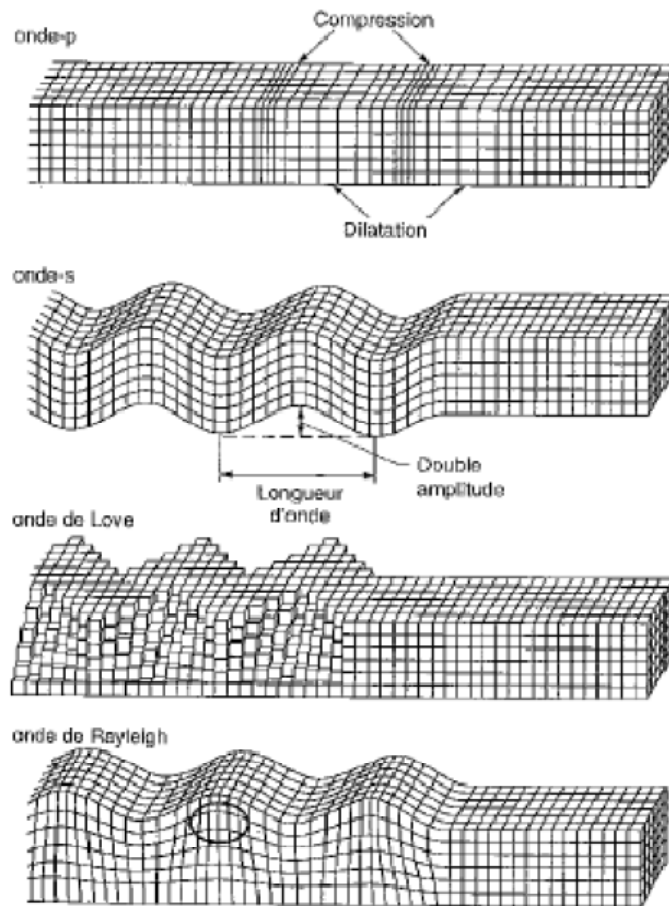 onde-p
Compression
Dilatation
onde-s
Double
amplitude
Longueur
d'onde
onde de Love
onde de Rayleigh